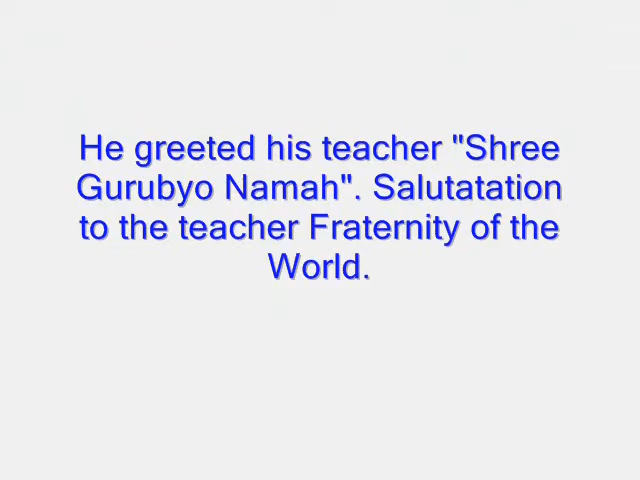 He greeted his teacher "Shree
Gurubyo Namah". Salutatation
to the teacher Fraternity of the
World.